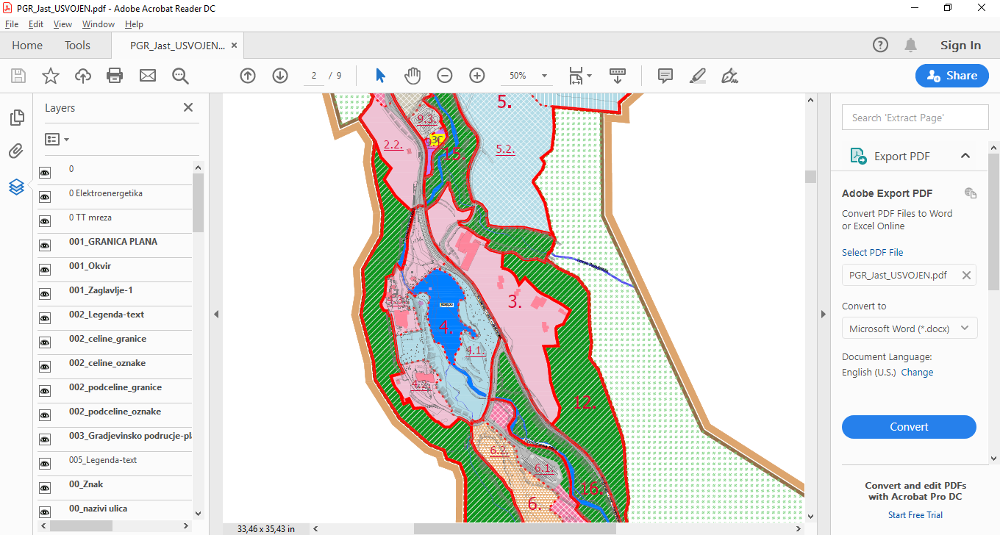 PGR_Jast_USVOJEN.pdf - Adobe Acrobat Reader DC
File Edit View Window Help
Home Tools PGR_Jast_USVOJEN... × Sign In
2 / 9 50% Share
Layers
0
0 Elektroenergetika
0 TT mreza
001_GRANICA PLANA
001_Okvir
001_Zaglavlje-1
002_Legenda-text
002_celine_granice
002_celine_oznake
002_podceline_granice
002_podceline_oznake
003_Gradjevinsko podrucje-pl
005_Legenda-text
00_Znak
00_nazivi ulica
5.
9.3.
2.2.
15.
5.2.
3.
4.
4.1.
4.2.
12.
6.2.
6.1.
16.
6.
33,46 x 35,43 in
Search 'Extract Page'
Export PDF
Adobe Export PDF
Convert PDF Files to Word
or Excel Online
Select PDF File
PGR_Jast_USVOJEN.pdf
Convert to
Microsoft Word (*.docx)
Document Language:
English (U.S.) Change
Convert
Convert and edit PDFs
with Acrobat Pro DC
Start Free Trial